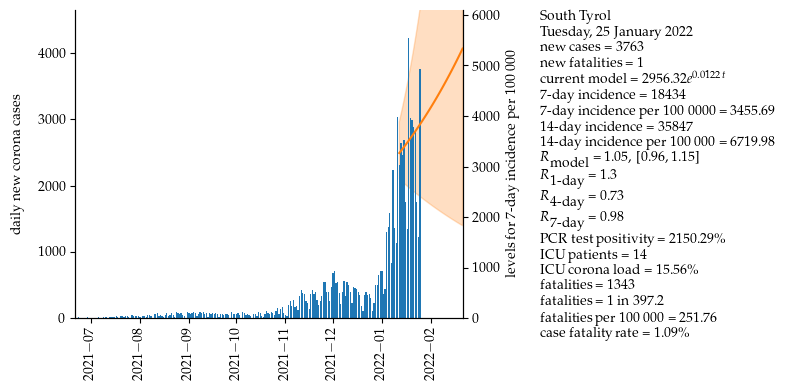 South Tyrol
Tuesday, 25 January 2022
new cases = 3763
new fatalities = 1
current model = 2956.32e^0.0122 t
7-day incidence = 18434
7-day incidence per 100 0000 = 3455.69
14-day incidence = 35847
14-day incidence per 100 000 = 6719.98
R model = 1.05, [0.96, 1.15]
R 1-day = 1.3
R 4-day = 0.73
R 7-day = 0.98
PCR test positivity = 2150.29%
ICU patients = 14
ICU corona load = 15.56%
fatalities = 1343
fatalities = 1 in 397.2
fatalities per 100 000 = 251.76
case fatality rate = 1.09%
daily new corona cases
4000
3000
2000
1000
0
levels for 7-day incidence per 100 000
6000
5000
4000
3000
2000
1000
0
2021−07
2021−08
2021−09
2021−10
2021−11
2021−12
2022−01
2022−02